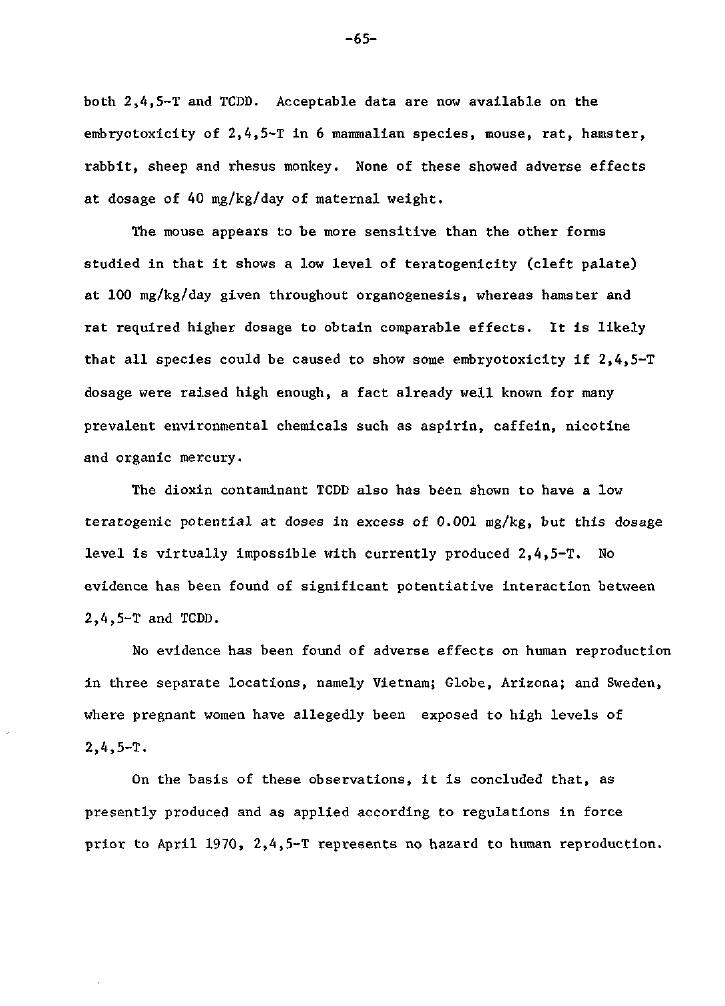 -65-
both 2,4,5-T and TCDD. Acceptable data are now available on the
embryotoxicity of 2,4,5-T in 6 mammalian species, mouse, rat, hamster,
rabbit, sheep and rhesus monkey. None of these showed adverse effects
at dosage of 40 mg/kg/day of maternal weight.
The mouse appears to be more sensitive than the other forms
studied in that it shows a low level of teratogenicity (cleft palate)
at 100 mg/kg/day given throughout organogenesis, whereas hamster and
rat required higher dosage to obtain comparable effects. It is likely
that all species could be caused to show some embryotoxicity if 2,4,5-T
dosage were raised high enough, a fact already well known for many
prevalent environmental chemicals such as aspirin, caffein, nicotine
and organic mercury.
The dioxin contaminant TCDD also has been shown to have a low
teratogenic potential at doses in excess of 0.001 mg/kg, but this dosage
level is virtually impossible with currently produced 2,4,5-T. No
evidence has been found of significant potentiative interaction between
2,4,5-T and TCDD.
No evidence has been found of adverse effects on human reproduction
in three separate locations, namely Vietnam; Globe, Arizona; and Sweden,
where pregnant women have allegedly been exposed to high levels of
2,4,5-T.
On the basis of these observations, it is concluded that, as
presently produced and as applied according to regulations in force
prior to April 1970, 2,4,5-T represents no hazard to human reproduction.